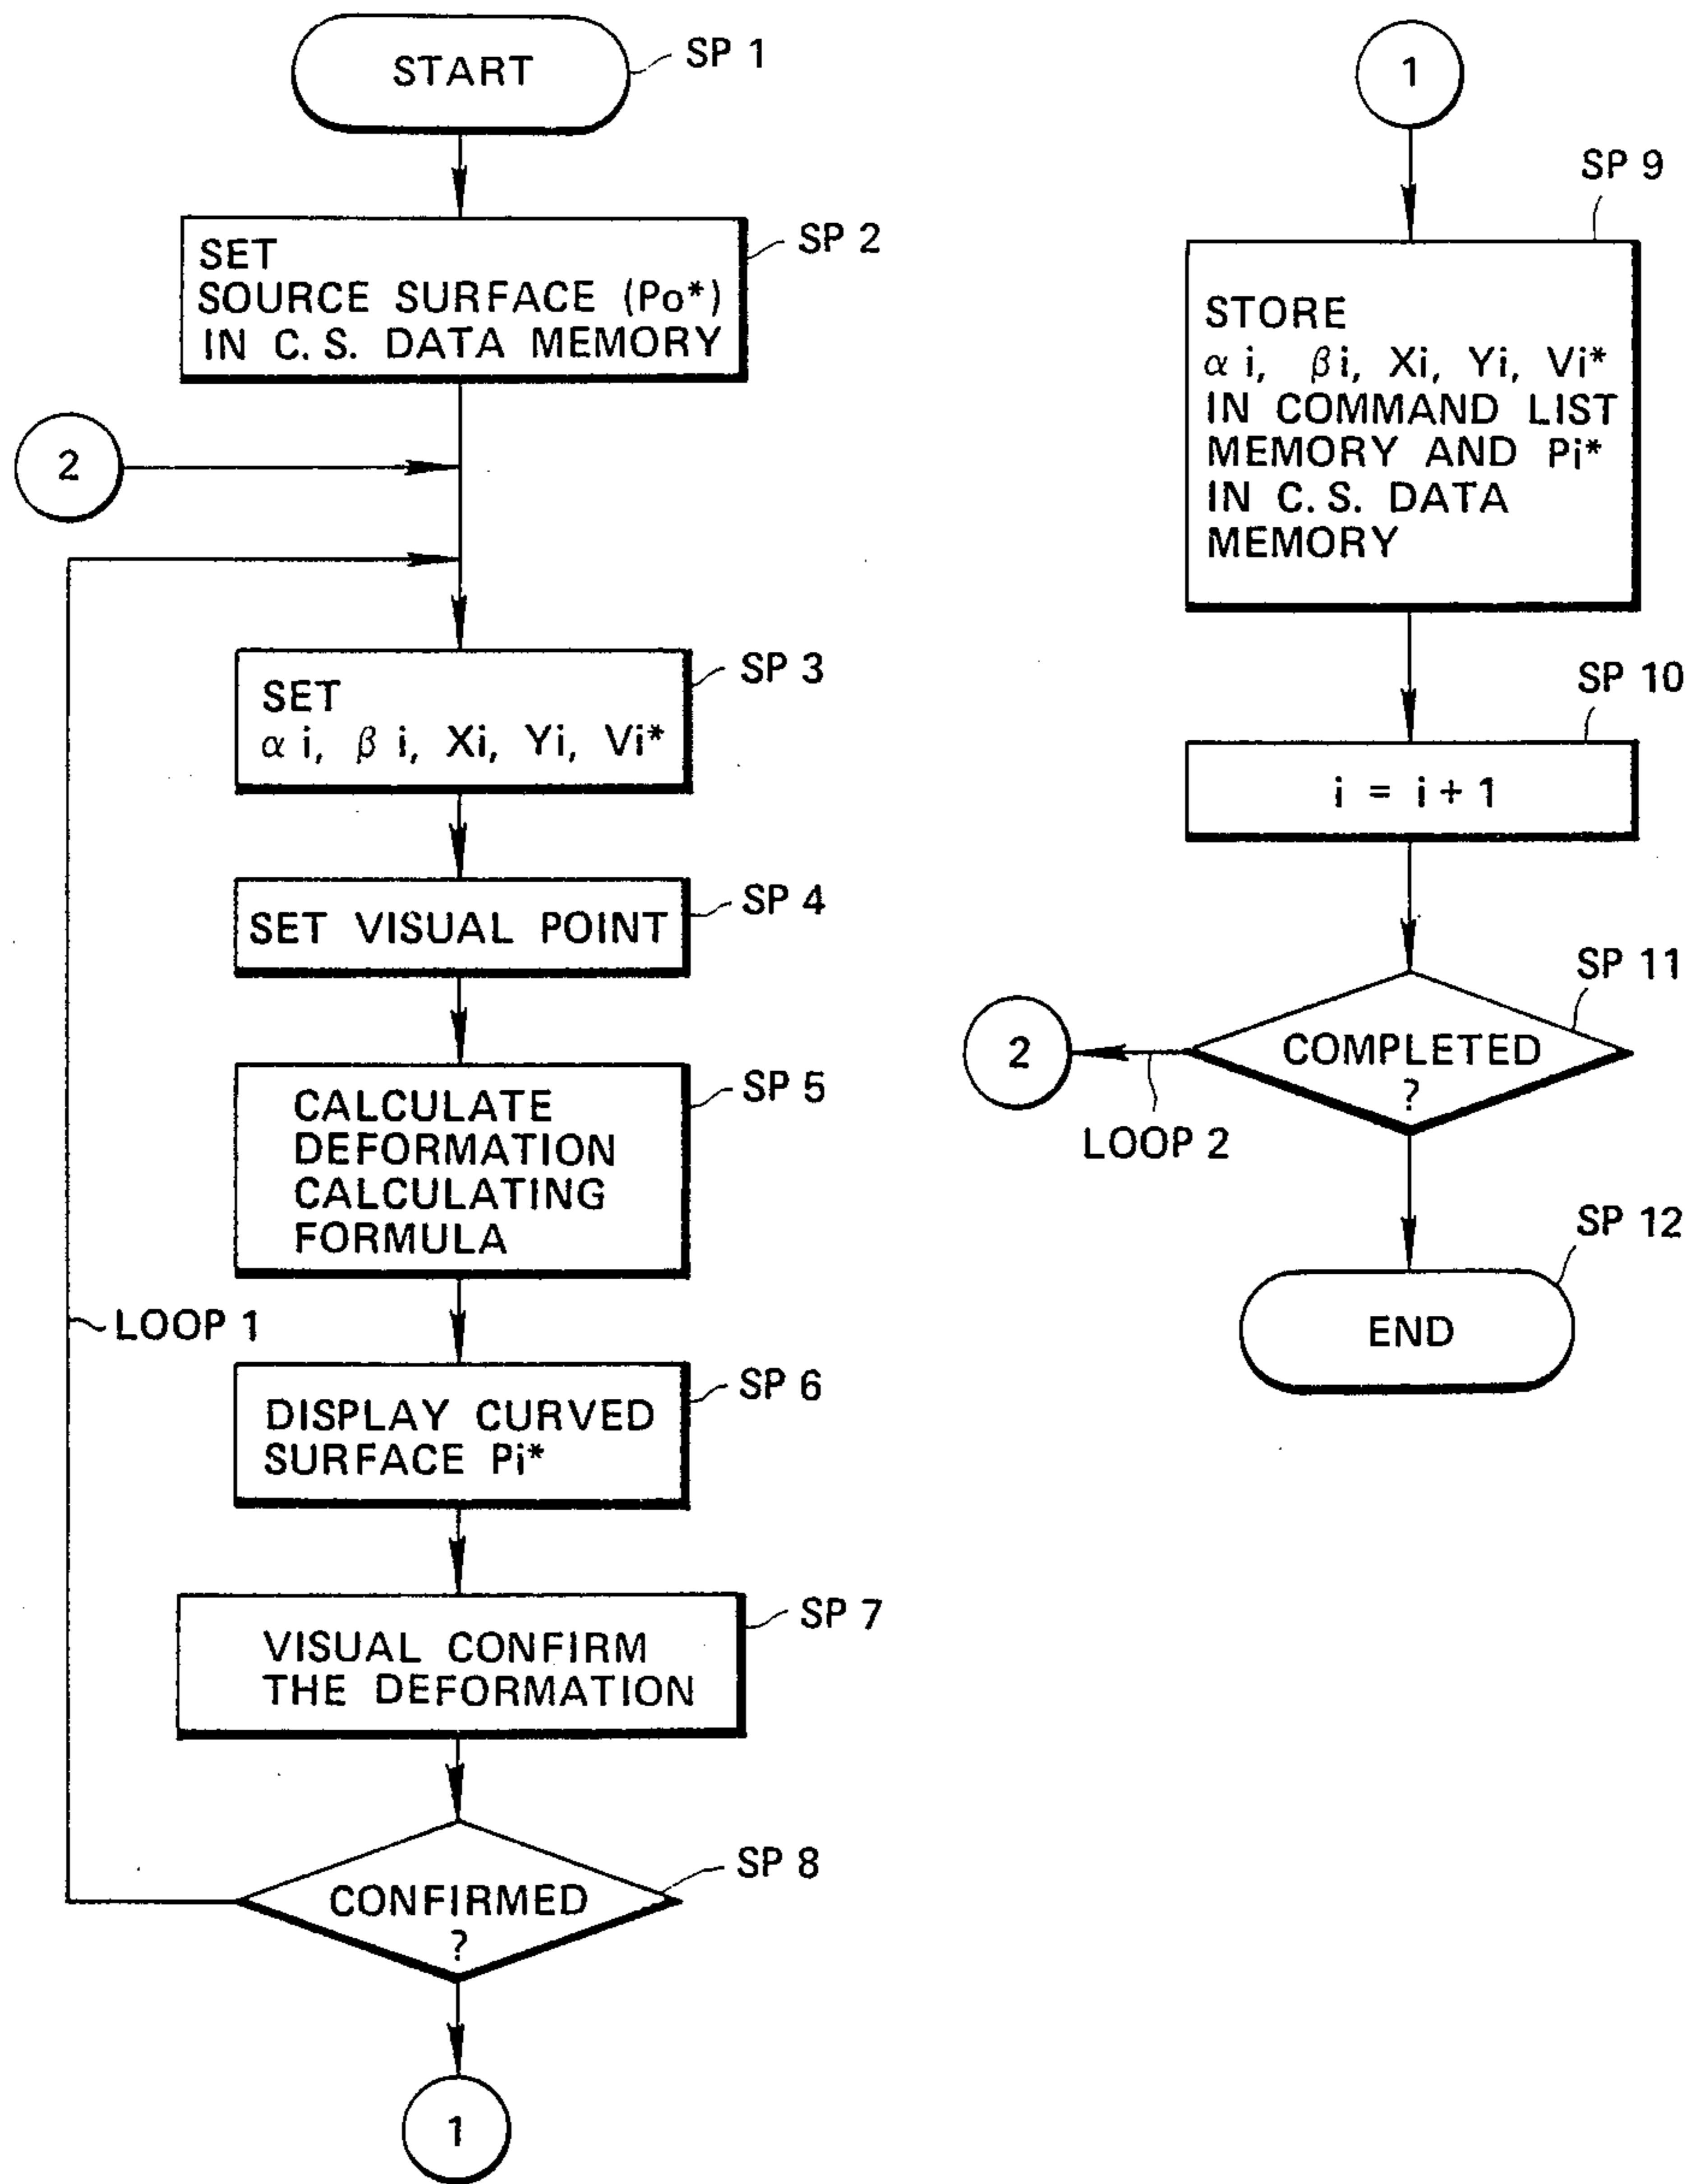 START
SP 1
SET
SOURCE SURFACE (Po*)
IN C.S. DATA MEMORY
SP 2
2
SET
α i, β i, Xi, Yi, Vi*
SP 3
SET VISUAL POINT
SP 4
CALCULATE
DEFORMATION
CALCULATING
FORMULA
SP 5
LOOP 1
DISPLAY CURVED
SURFACE Pi*
SP 6
VISUAL CONFIRM
THE DEFORMATION
SP 7
CONFIRMED
?
SP 8
1
1
SP 9
STORE
α i, β i, Xi, Yi, Vi*
IN COMMAND LIST
MEMORY AND Pi*
IN C.S. DATA
MEMORY
SP 10
i = i + 1
SP 11
COMPLETED
?
2
LOOP 2
SP 12
END